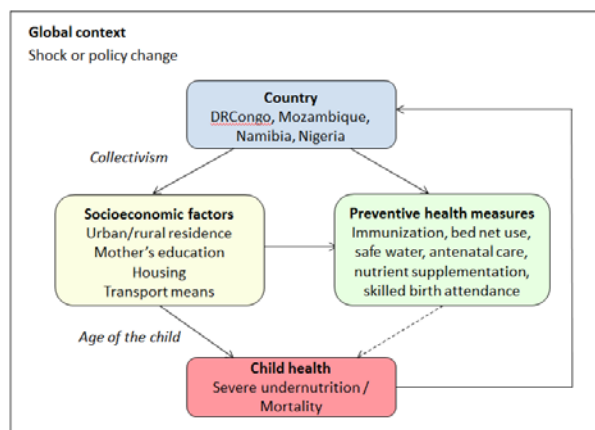 Global context
Shock or policy change
Country
DRCongo, Mozambique,
Namibia, Nigeria
Collectivism
Socioeconomic factors
Urban/rural residence
Mother's education
Housing
Transport means
Preventive health measures
Immunization, bed net use,
safe water, antenatal care,
nutrient supplementation,
skilled birth attendance
Age of the child
Child health
Severe undernutrition /
Mortality